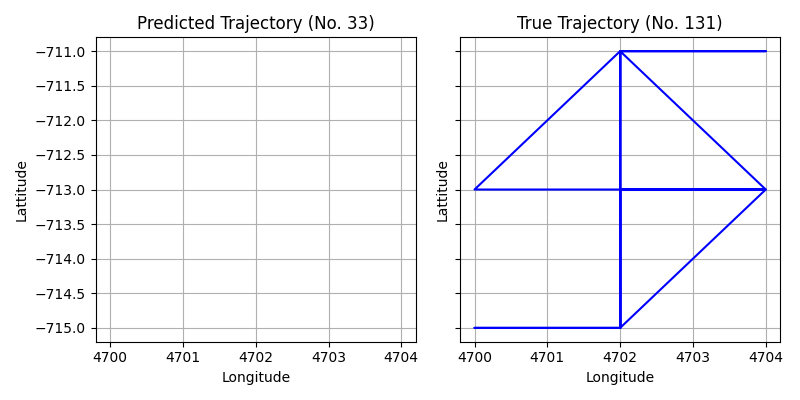 Predicted Trajectory (No. 33)
True Trajectory (No. 131)
−711.0
−711.5
−712.0
−712.5
−713.0
−713.5
−714.0
−714.5
−715.0
Lattitude
Lattitude
4700 4701 4702 4703 4704
4700 4701 4702 4703 4704
Longitude
Longitude